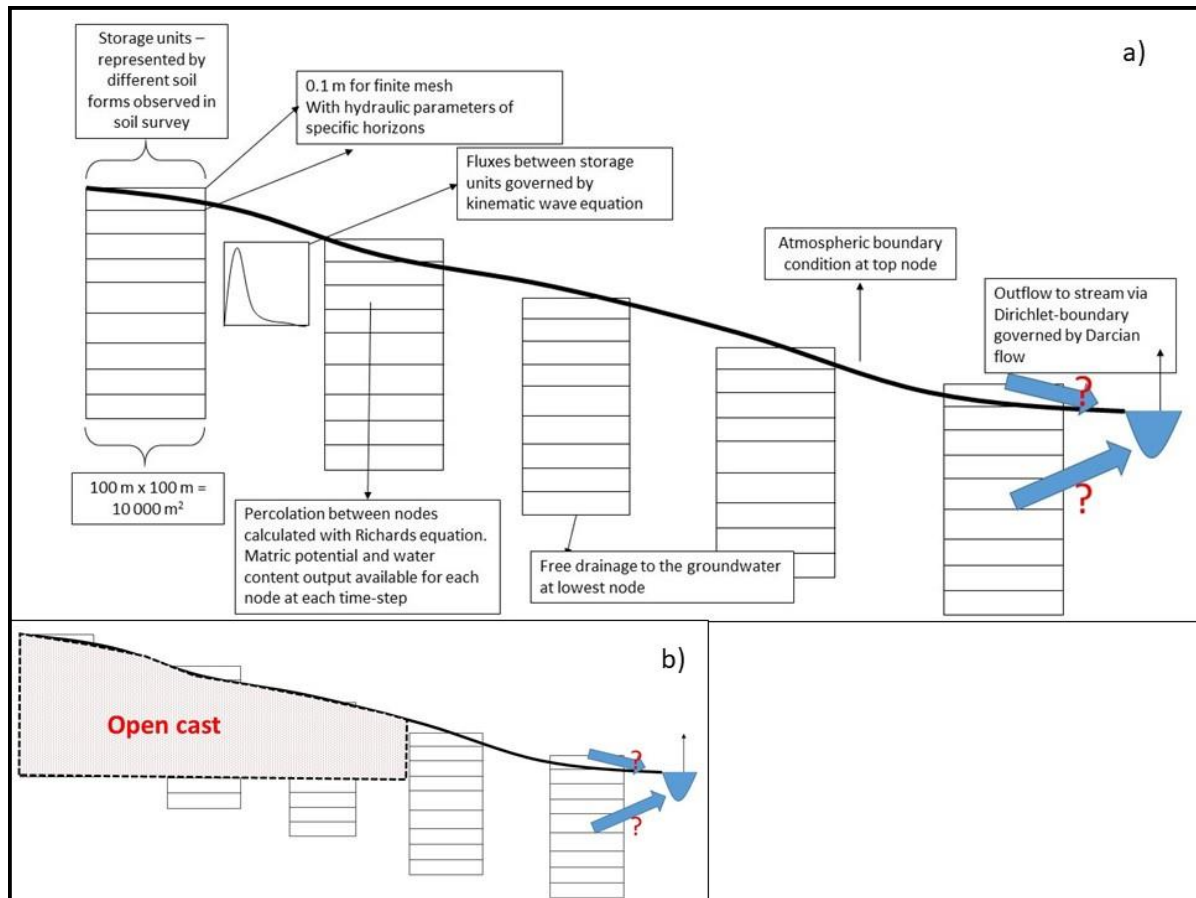 a)
Storage units –
represented by
different soil
forms observed in
soil survey
0.1 m for finite mesh
With hydraulic parameters of
specific horizons
Fluxes between storage
units governed by
kinematic wave equation
Atmospheric boundary
condition at top node
Outflow to stream via
Dirichlet-boundary
governed by Darcian
flow
?
?
100 m x 100 m =
10 000 m²
Percolation between nodes
calculated with Richards equation.
Matric potential and water
content output available for each
node at each time-step
Free drainage to the groundwater
at lowest node
b)
Open cast
?
?